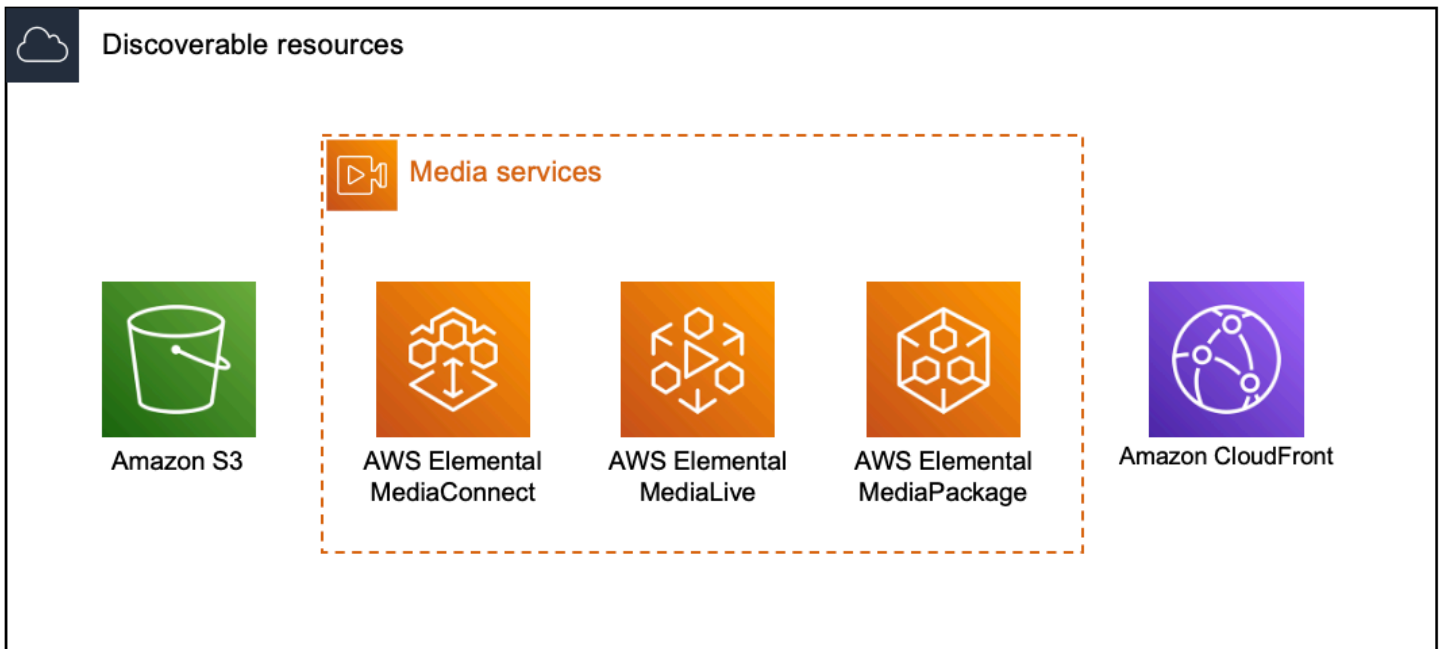 Discoverable resources
Media services
Amazon S3
AWS Elemental
MediaConnect
AWS Elemental
MediaLive
AWS Elemental
MediaPackage
Amazon CloudFront